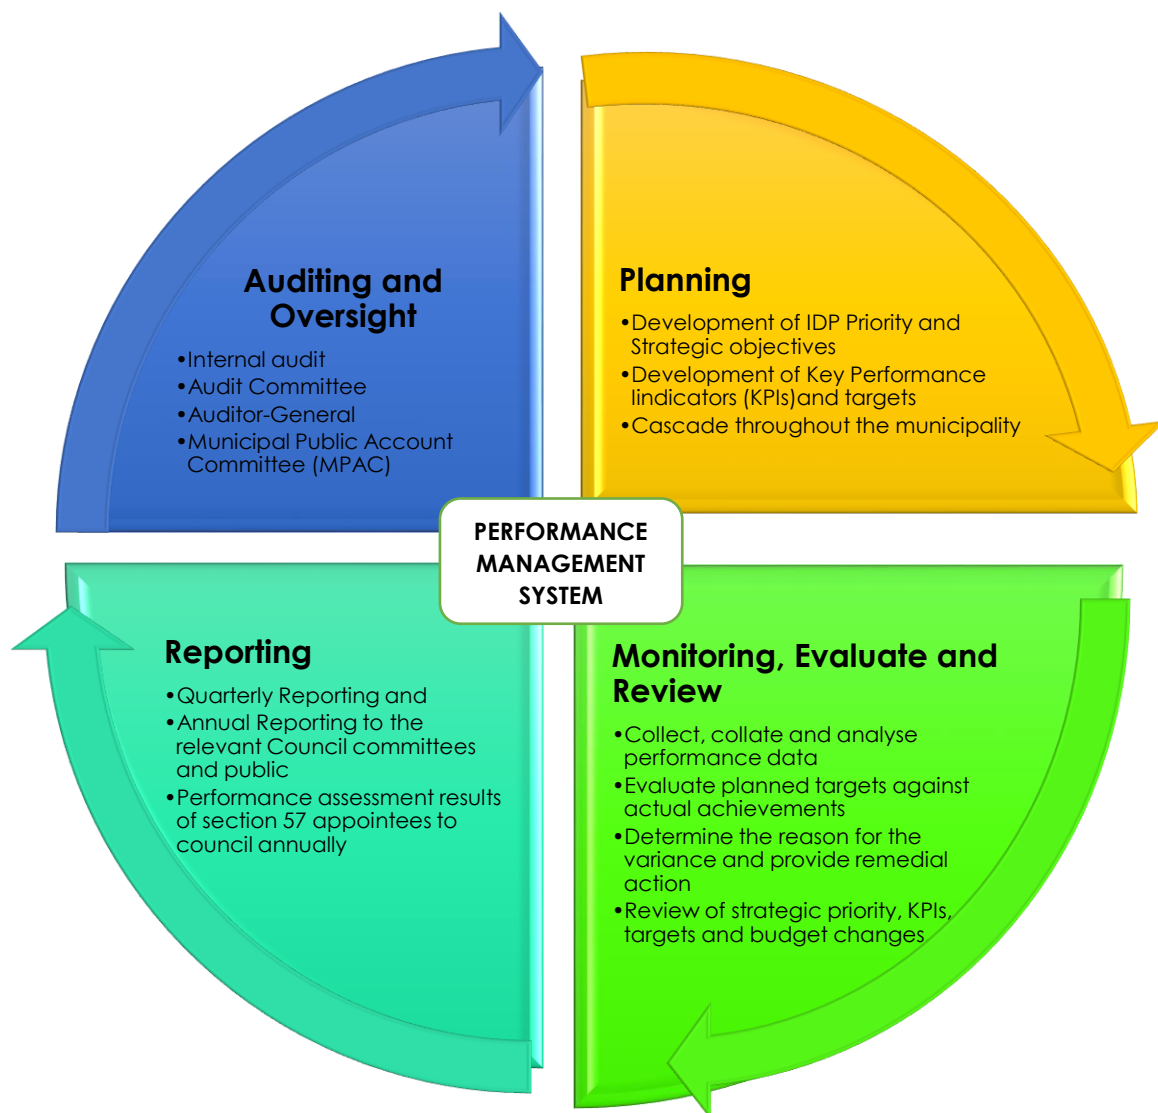 Auditing and
Oversight
•Internal audit
•Audit Committee
•Auditor-General
•Municipal Public Account
Committee (MPAC)
Planning
•Development of IDP Priority and
Strategic objectives
•Development of Key Performance
Iindicators (KPIs)and targets
•Cascade throughout the municipality
PERFORMANCE
MANAGEMENT
SYSTEM
Reporting
•Quarterly Reporting and
•Annual Reporting to the
relevant Council committees
and public
•Performance assessment results
of section 57 appointees to
council annually
Monitoring, Evaluate and
Review
•Collect, collate and analyse
performance data
•Evaluate planned targets against
actual achievements
•Determine the reason for the
variance and provide remedial
action
•Review of strategic priority, KPIs,
targets and budget changes